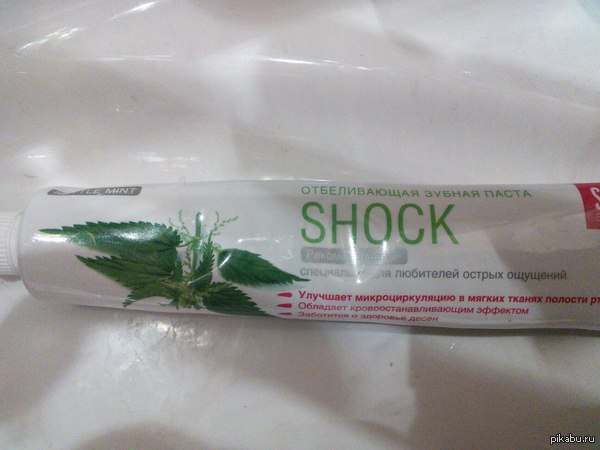 MINT
ОТБЕЛИВАЮЩАЯ ЗУБНАЯ ПАСТА
SHOCK
для любителей острых ощущений
Улучшает микроциркуляцию в мягких тканях полости
Обладает кровоостанавливающим эффектом
Заботится о здоровье десен
pikabu.ru